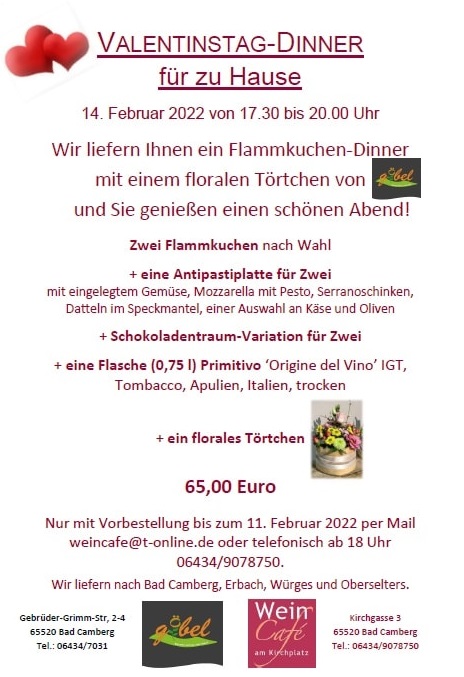 VALENTINSTAG-DINNER
für zu Hause
14. Februar 2022 von 17.30 bis 20.00 Uhr
Wir liefern Ihnen ein Flammkuchen-Dinner
mit einem floralen Törtchen von göbel
und Sie genießen einen schönen Abend!
Zwei Flammkuchen nach Wahl
+ eine Antipastiplatte für Zwei
mit eingelegtem Gemüse, Mozzarella mit Pesto, Serranoschinken,
Datteln im Speckmantel, einer Auswahl an Käse und Oliven
+ Schokoladentraum-Variation für Zwei
+ eine Flasche (0,75 l) Primitivo ‘Origine del Vino’ IGT,
Tombacco, Apulien, Italien, trocken
+ ein florales Törtchen
65,00 Euro
Nur mit Vorbestellung bis zum 11. Februar 2022 per Mail
weincafe@t-online.de oder telefonisch ab 18 Uhr
06434/9078750.
Wir liefern nach Bad Camberg, Erbach, Würges und Oberselters.
Gebrüder-Grimm-Str, 2-4
65520 Bad Camberg
Tel.: 06434/7031
göbel
Wein
Café
am Kirchplatz
Kirchgasse 3
65520 Bad Camberg
Tel.: 06434/9078750